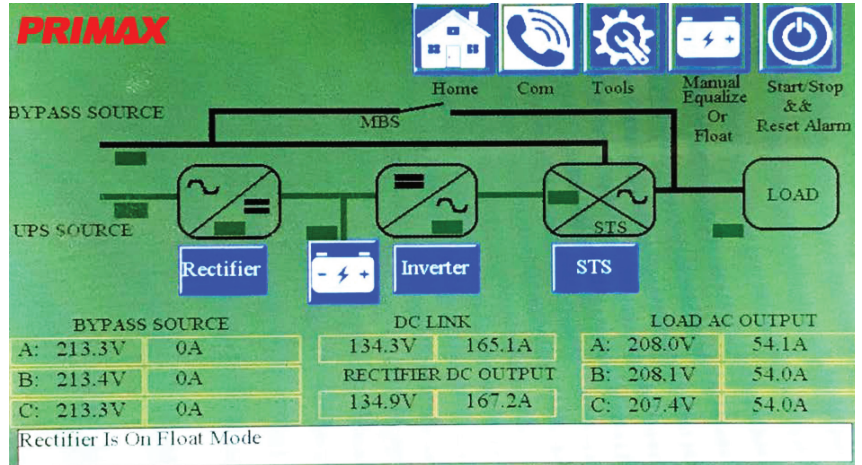 PRIMAX
Home Com Tools Manual Equalize Or Float Start/Stop && Reset Alarm
BYPASS SOURCE
MBS
LOAD
STS
UPS SOURCE
Rectifier
- +
Inverter
STS
BYPASS SOURCE DC LINK LOAD AC OUTPUT
A: 213.3V 0A 134.3V 165.1A A: 208.0V 54.1A
B: 213.4V 0A RECTIFIER DC OUTPUT B: 208.1V 54.0A
C: 213.3V 0A 134.9V 167.2A C: 207.4V 54.0A
Rectifier Is On Float Mode